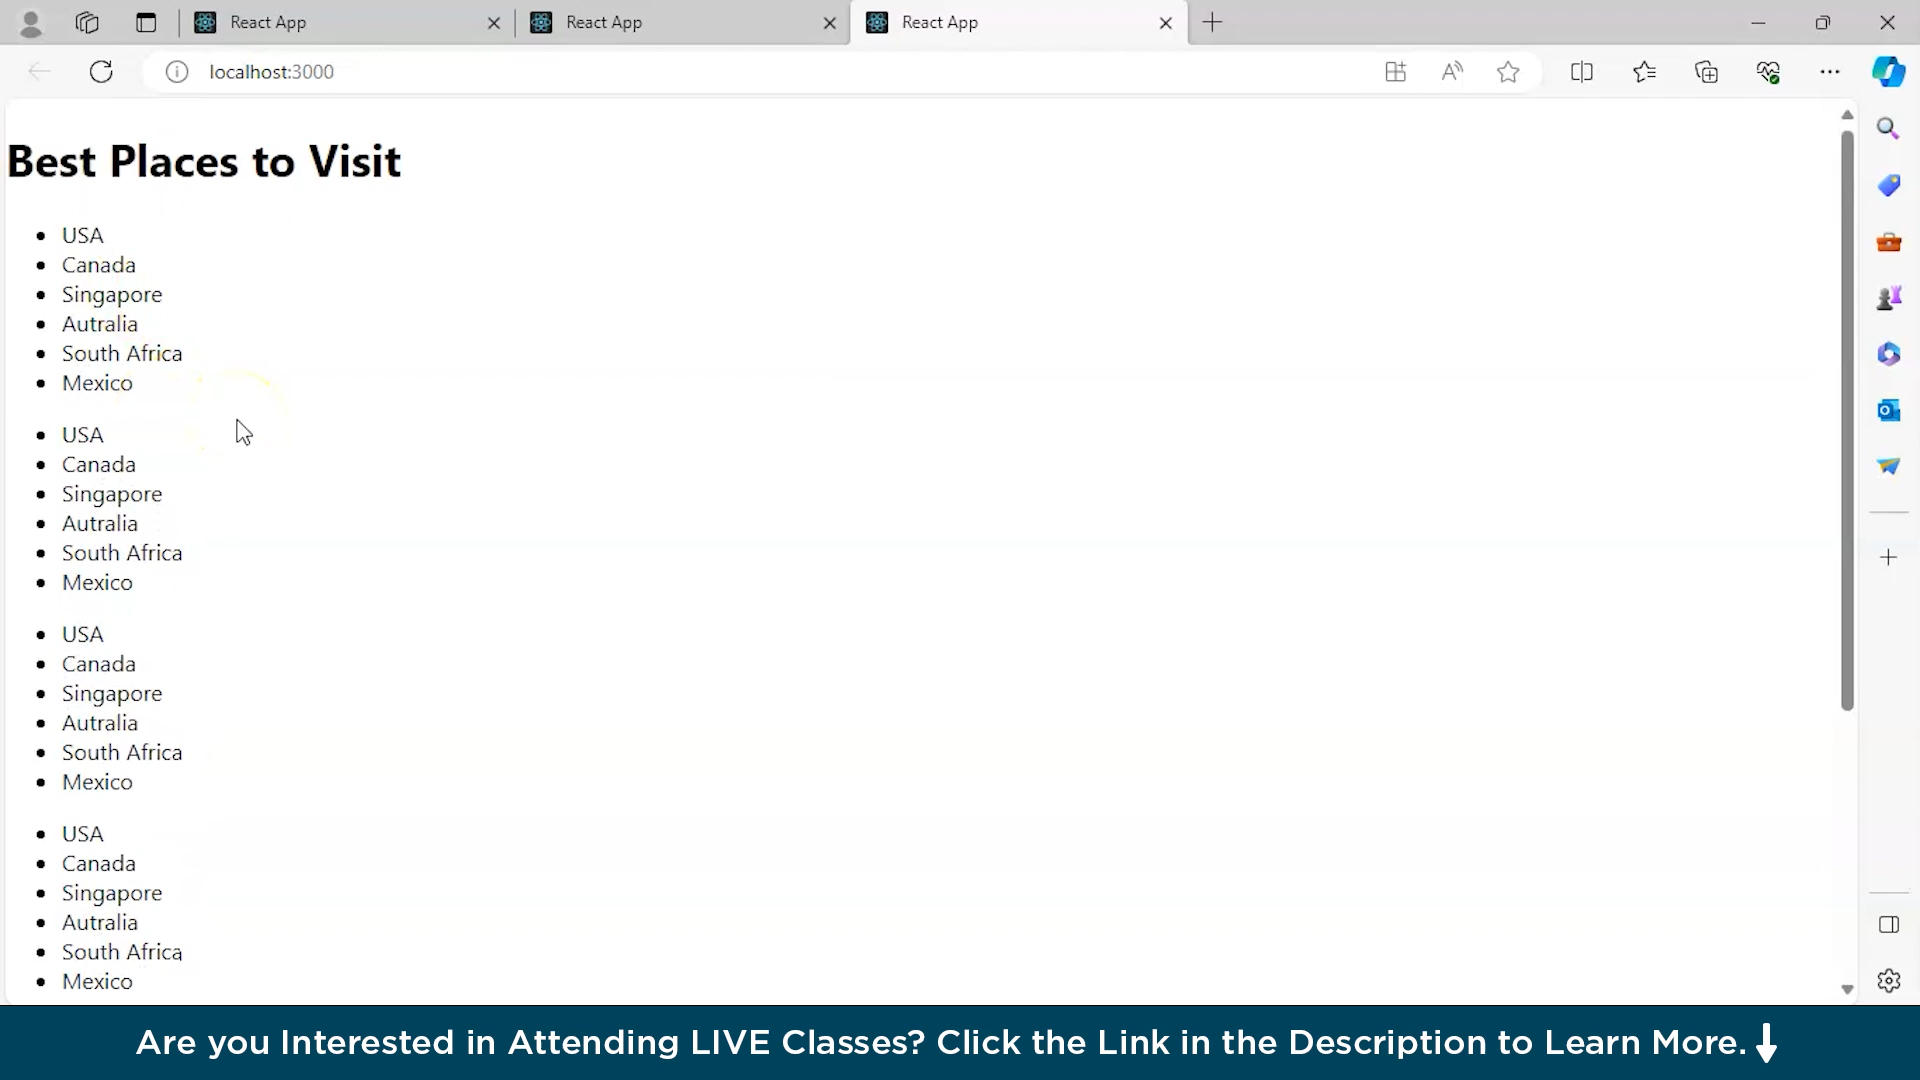 React App
React App
React App
localhost:3000
Best Places to Visit
USA
Canada
Singapore
Autralia
South Africa
Mexico
USA
Canada
Singapore
Autralia
South Africa
Mexico
USA
Canada
Singapore
Autralia
South Africa
Mexico
USA
Canada
Singapore
Autralia
South Africa
Mexico
Are you Interested in Attending LIVE Classes? Click the Link in the Description to Learn More.